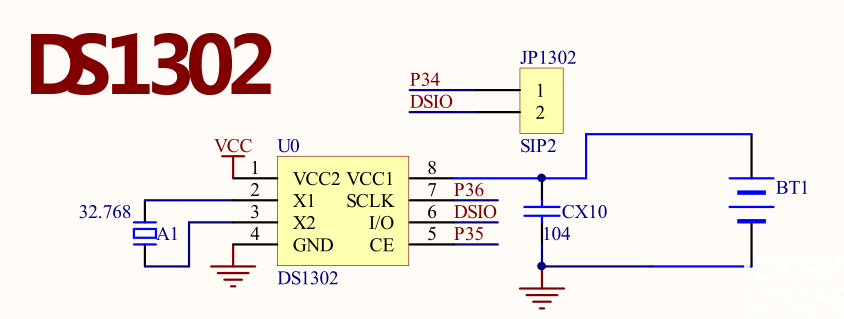 DS1302
JP1302
P34
1
DSIO
2
SIP2
VCC
U0
1
VCC2
VCC1
8
2
X1
SCLK
7
P36
3
X2
I/O
6
DSIO
4
GND
CE
5
P35
DS1302
32.768
A1
CX10
104
BT1